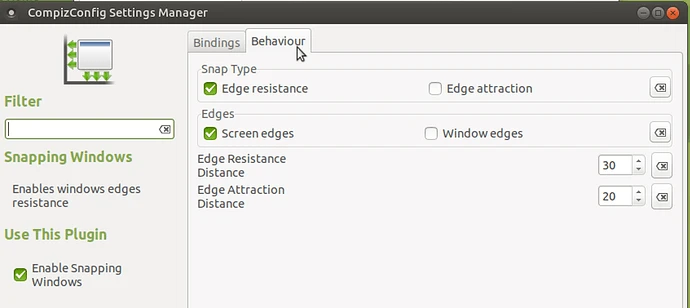 CompizConfig Settings Manager
Bindings
Behaviour
Snap Type
Edge resistance
Edge attraction
Edges
Screen edges
Window edges
Edge Resistance
Distance
30
Edge Attraction
Distance
20
Filter
Snapping Windows
Enables windows edges
resistance
Use This Plugin
Enable Snapping
Windows